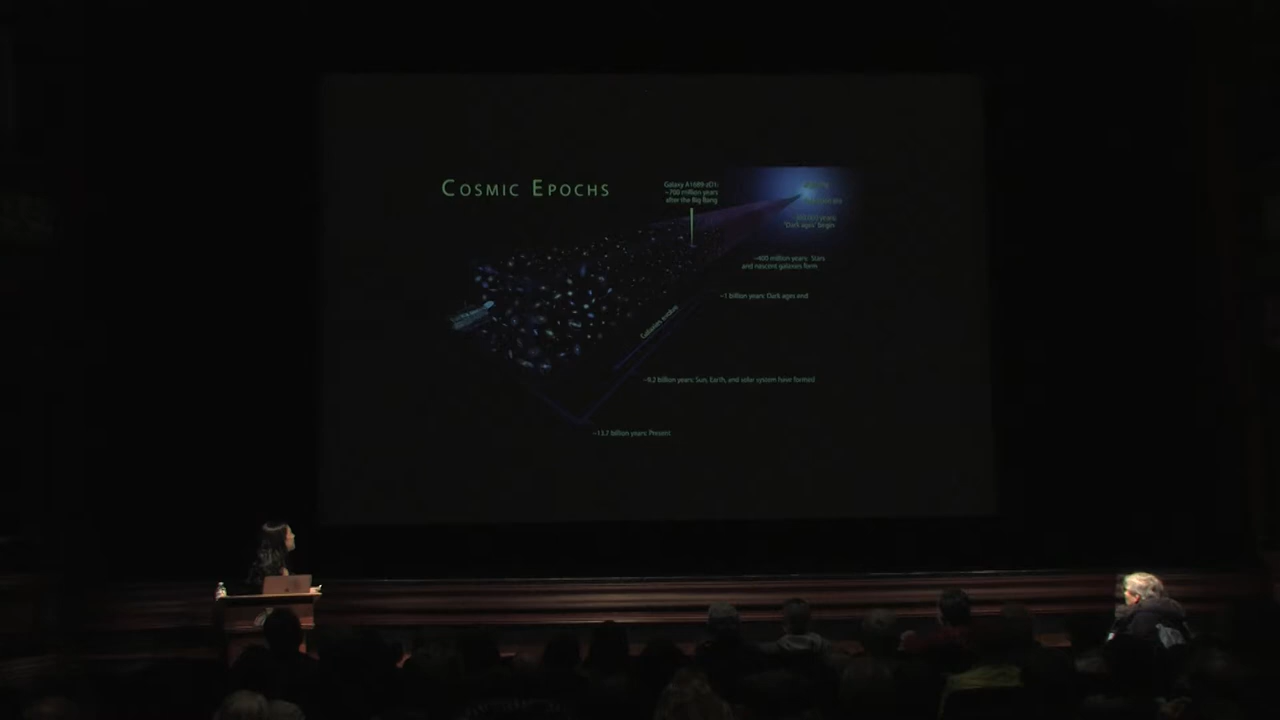 COSMIC EPOCHS
Galaxy A1689-zD1:
~700 million years
after the Big Bang
years:
"Dark ages" begin
~400 million years: Stars
and nascent galaxies form
~1 billion years: Dark ages end
Galaxies evolve
~9.2 billion years: Sun, Earth, and solar system have formed
~13.7 billion years: Present